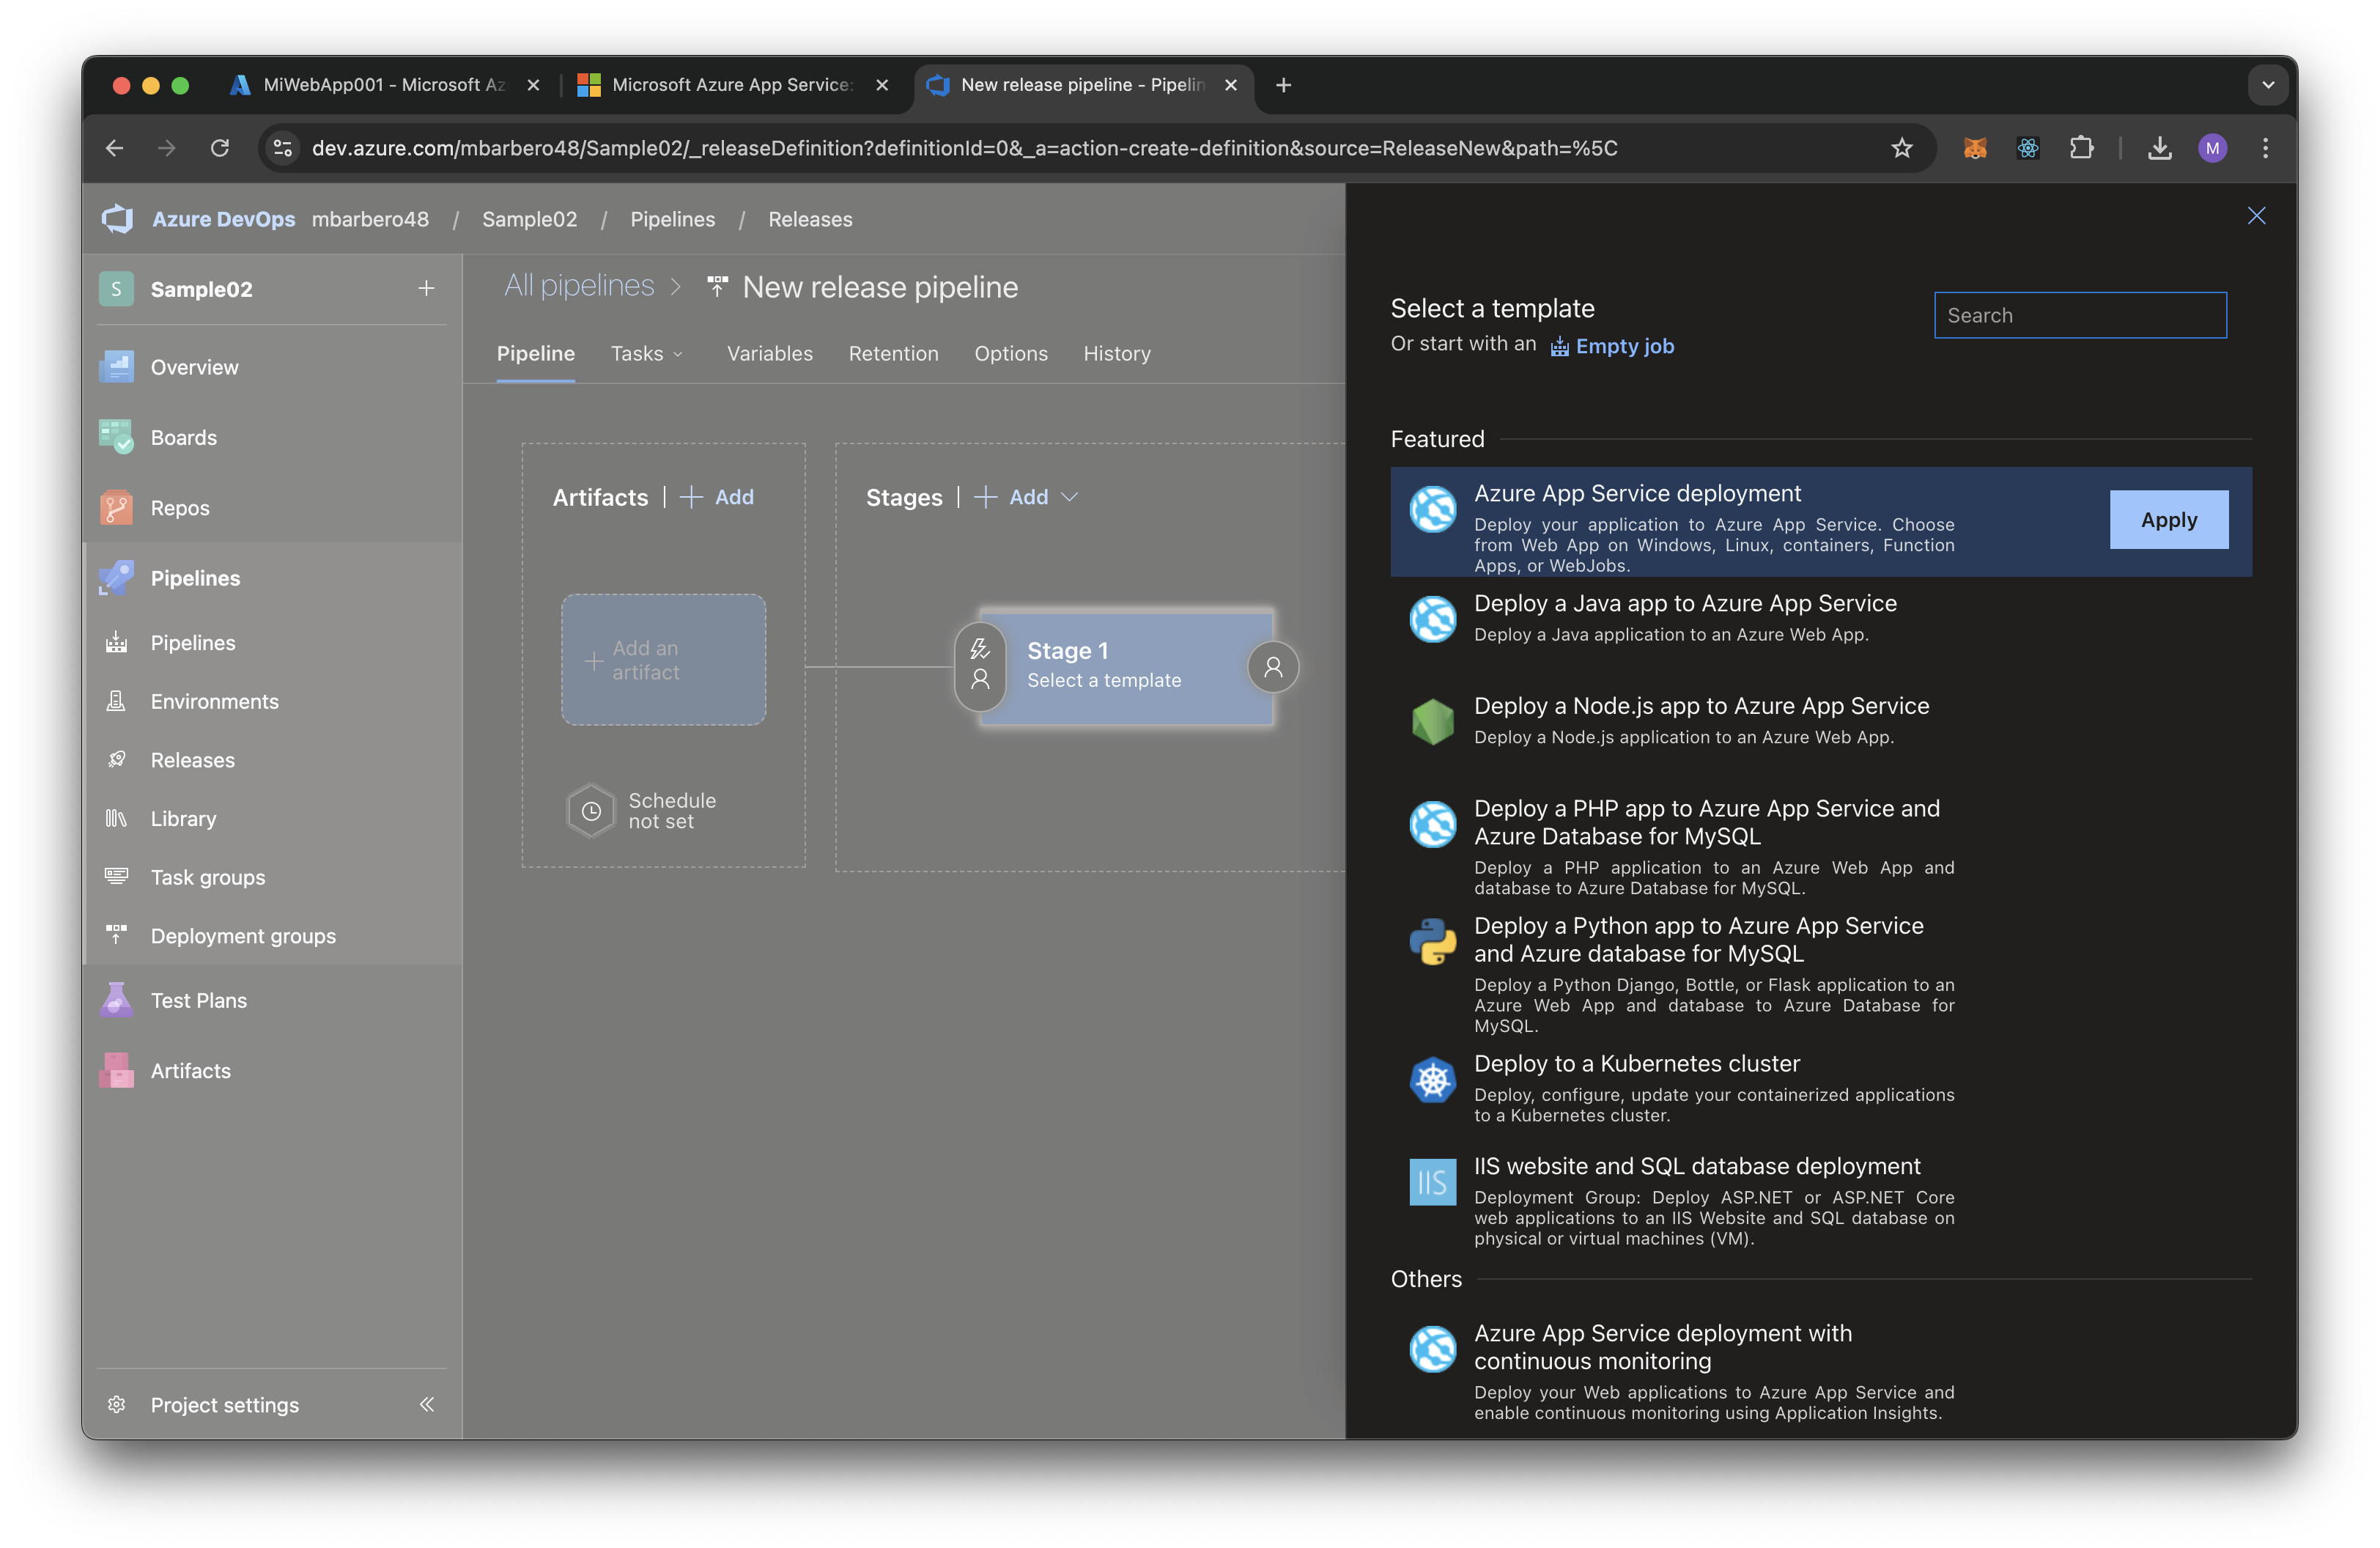 MiWebApp001 - Microsoft Az
Microsoft Azure App Service:
New release pipeline - Pipelin
dev.azure.com/mbarbero48/Sample02/_releaseDefinition?definitionId=0&_a=action-create-definition&source=ReleaseNew&path=%5C
M
Azure DevOps mbarbero48 / Sample02 / Pipelines / Releases
S Sample02
Overview
Boards
Repos
Pipelines
Pipelines
Environments
Releases
Library
Task groups
Deployment groups
Test Plans
Artifacts
Project settings
All pipelines > New release pipeline
Pipeline Tasks Variables Retention Options History
Artifacts | + Add
Stages | + Add
Add an
artifact
Schedule
not set
Stage 1
Select a template
Select a template
Or start with an Empty job
Search
Featured
Azure App Service deployment
Deploy your application to Azure App Service. Choose
from Web App on Windows, Linux, containers, Function
Apps, or WebJobs.
Apply
Deploy a Java app to Azure App Service
Deploy a Java application to an Azure Web App.
Deploy a Node.js app to Azure App Service
Deploy a Node.js application to an Azure Web App.
Deploy a PHP app to Azure App Service and
Azure Database for MySQL
Deploy a PHP application to an Azure Web App and
database to Azure Database for MySQL.
Deploy a Python app to Azure App Service
and Azure database for MySQL
Deploy a Python Django, Bottle, or Flask application to an
Azure Web App and database to Azure Database for
MySQL.
Deploy to a Kubernetes cluster
Deploy, configure, update your containerized applications
to a Kubernetes cluster.
IIS
IIS website and SQL database deployment
Deployment Group: Deploy ASP.NET or ASP.NET Core
web applications to an IIS Website and SQL database on
physical or virtual machines (VM).
Others
Azure App Service deployment with
continuous monitoring
Deploy your Web applications to Azure App Service and
enable continuous monitoring using Application Insights.